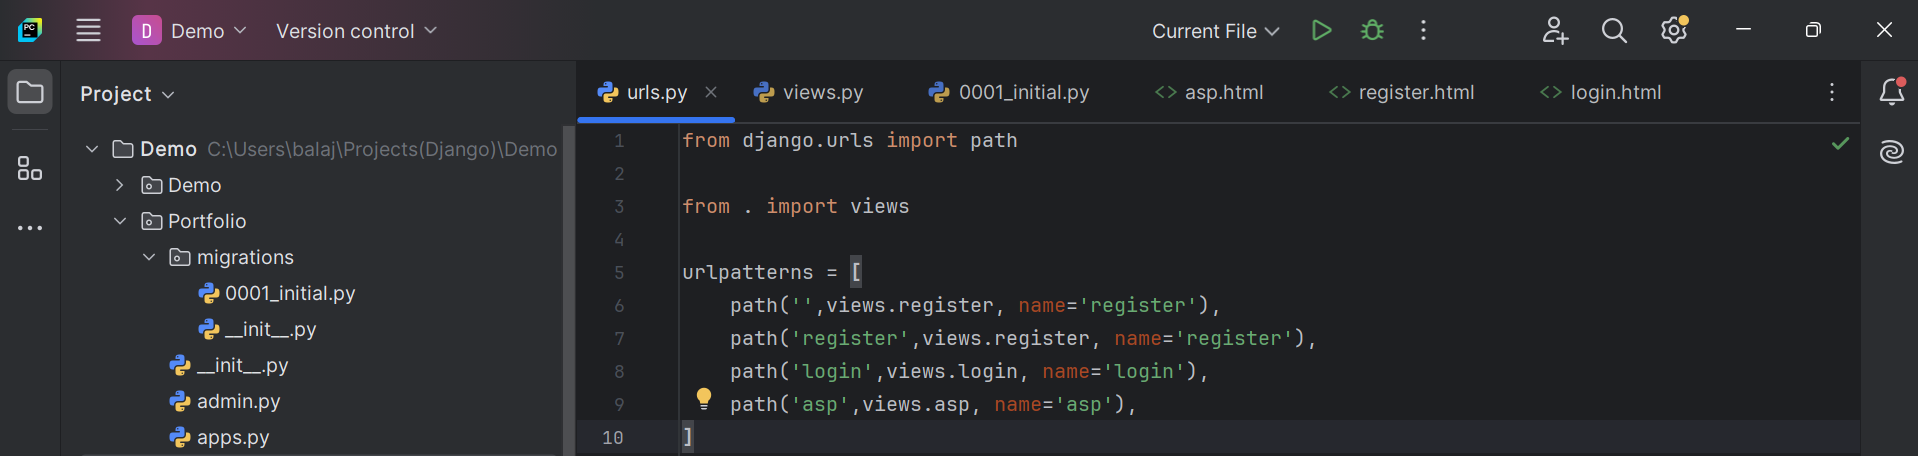 PC
D Demo Version control Current File
Project
urls.py views.py 0001_initial.py asp.html register.html login.html
Demo C:\Users\balaj\Projects(Django)\Demo
Demo
Portfolio
migrations
0001_initial.py
__init__.py
__init__.py
admin.py
apps.py
1 from django.urls import path
2
3 from . import views
4
5 urlpatterns = [
6 path('',views.register, name='register'),
7 path('register',views.register, name='register'),
8 path('login',views.login, name='login'),
9 path('asp',views.asp, name='asp'),
10 ]